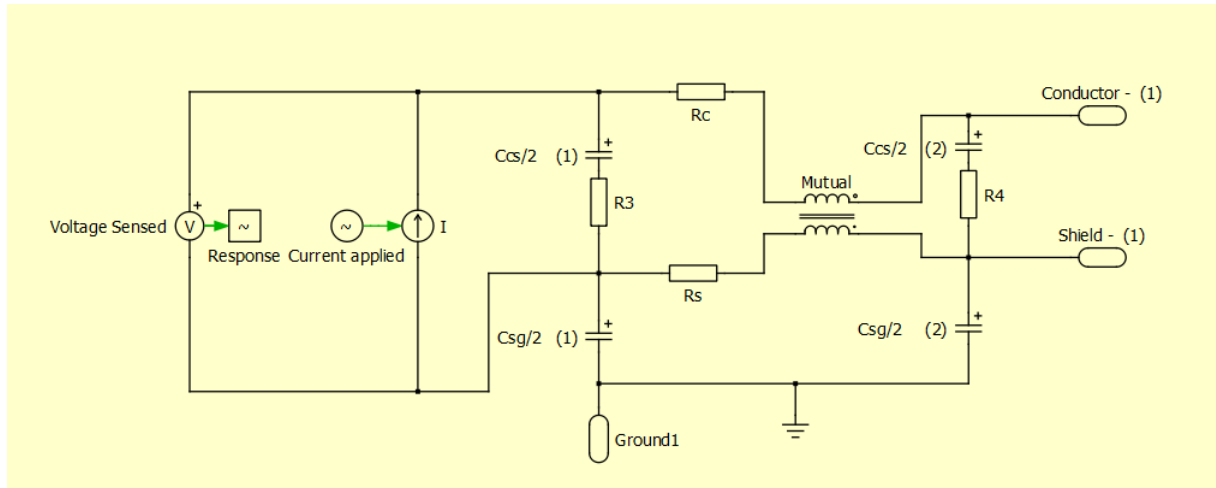 Conductor - (1)
Rc
Ccs/2 (1)
+
Ccs/2 (2)
+
Mutual
R3
R4
+
Voltage Sensed
V
~
~
I
Response
Current applied
Shield - (1)
Rs
Csg/2 (1)
+
Csg/2 (2)
+
Ground1